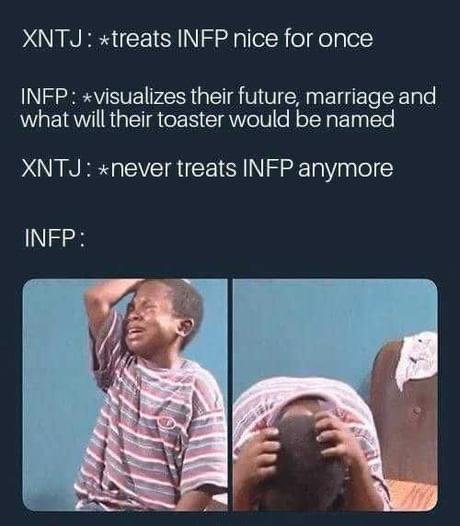 XNTJ : *treats INFP nice for once
INFP : *visualizes their future, marriage and
what will their toaster would be named
XNTJ : *never treats INFP anymore
INFP :